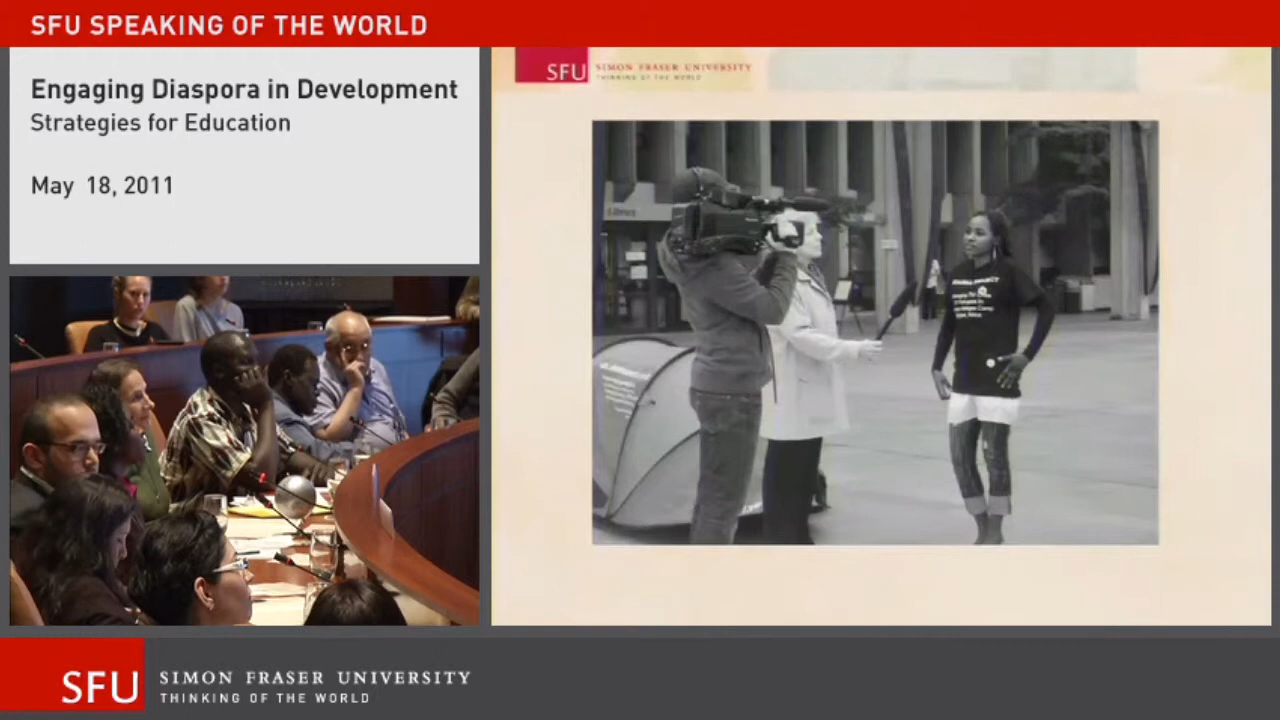 SFU SPEAKING OF THE WORLD
Engaging Diaspora in Development
Strategies for Education
May 18, 2011
SFU SIMON FRASER UNIVERSITY
THINKING OF THE WORLD
Library
SFU SIMON FRASER UNIVERSITY
THINKING OF THE WORLD